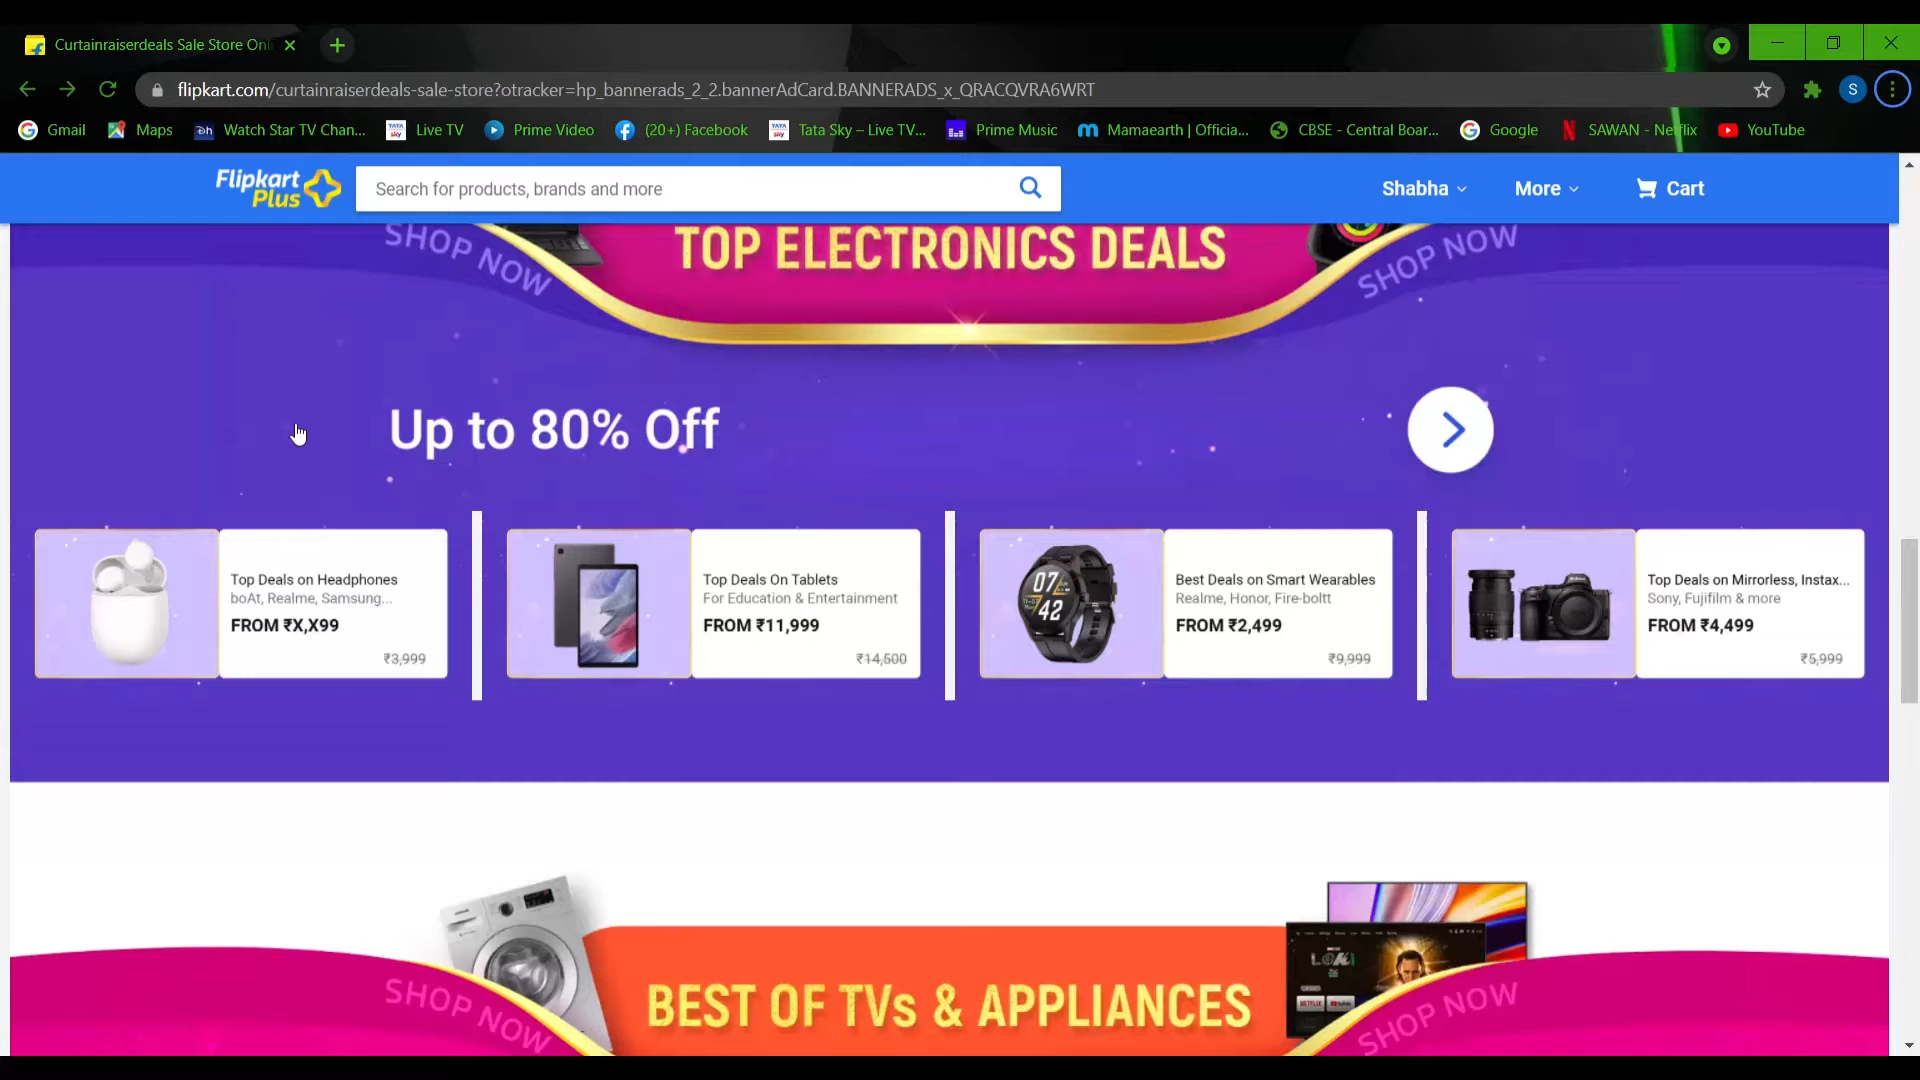 Curtainraiserdeals Sale Store Onl
flipkart.com/curtainraiserdeals-sale-store?otracker=hp_bannerads_2_2.bannerAdCard.BANNERADS_x_QRACQVRA6WRT
S
Gmail Maps Watch Star TV Chan... Live TV Prime Video (20+) Facebook Tata Sky – Live TV... Prime Music Mamaearth | Officia... CBSE - Central Boar... Google SAWAN - Netflix YouTube
Flipkart
Plus
Search for products, brands and more
Shabha More Cart
SHOP NOW TOP ELECTRONICS DEALS SHOP NOW
Up to 80% Off
Top Deals on Headphones
boAt, Realme, Samsung...
FROM ₹X,X99
₹3,999
Top Deals On Tablets
For Education & Entertainment
FROM ₹11,999
₹14,500
07
42
Best Deals on Smart Wearables
Realme, Honor, Fire-boltt
FROM ₹2,499
₹9,999
Top Deals on Mirrorless, Instax...
Sony, Fujifilm & more
FROM ₹4,499
₹5,999
LOKI
NETFLIX
SHOP NOW BEST OF TVs & APPLIANCES SHOP NOW